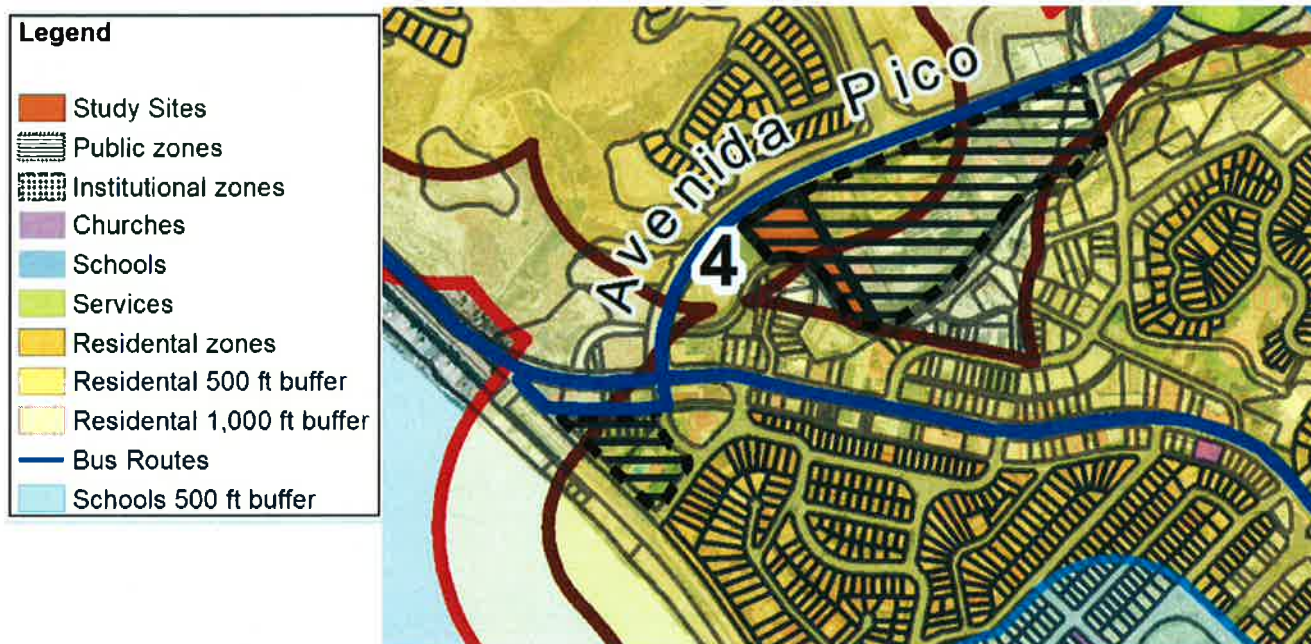 Legend
Study Sites
Public zones
Institutional zones
Churches
Schools
Services
Residental zones
Residental 500 ft buffer
Residental 1,000 ft buffer
Bus Routes
Schools 500 ft buffer
Avenida Pico
4